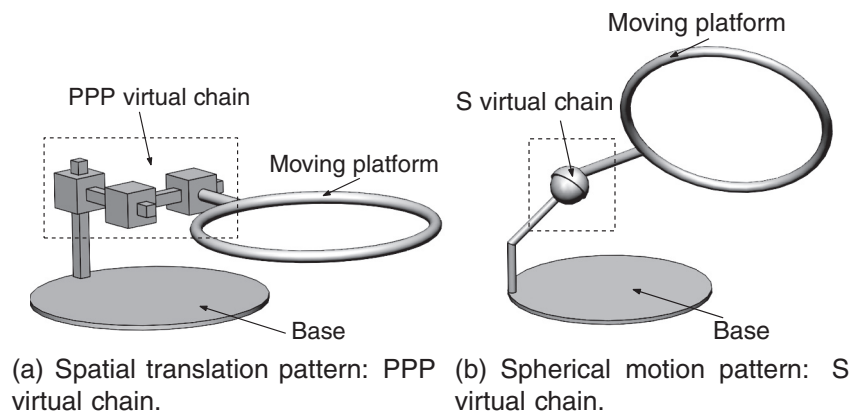 PPP virtual chain
Moving platform
Base
(a) Spatial translation pattern: PPP
virtual chain.
Moving platform
S virtual chain
Base
(b) Spherical motion pattern: S
virtual chain.